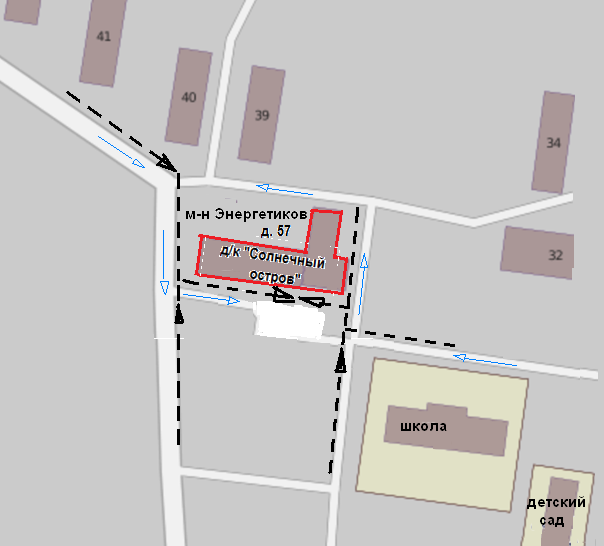 41
40
39
34
м-н Энергетиков
д. 57
д/к "Солнечный
остров"
32
школа
детский
сад